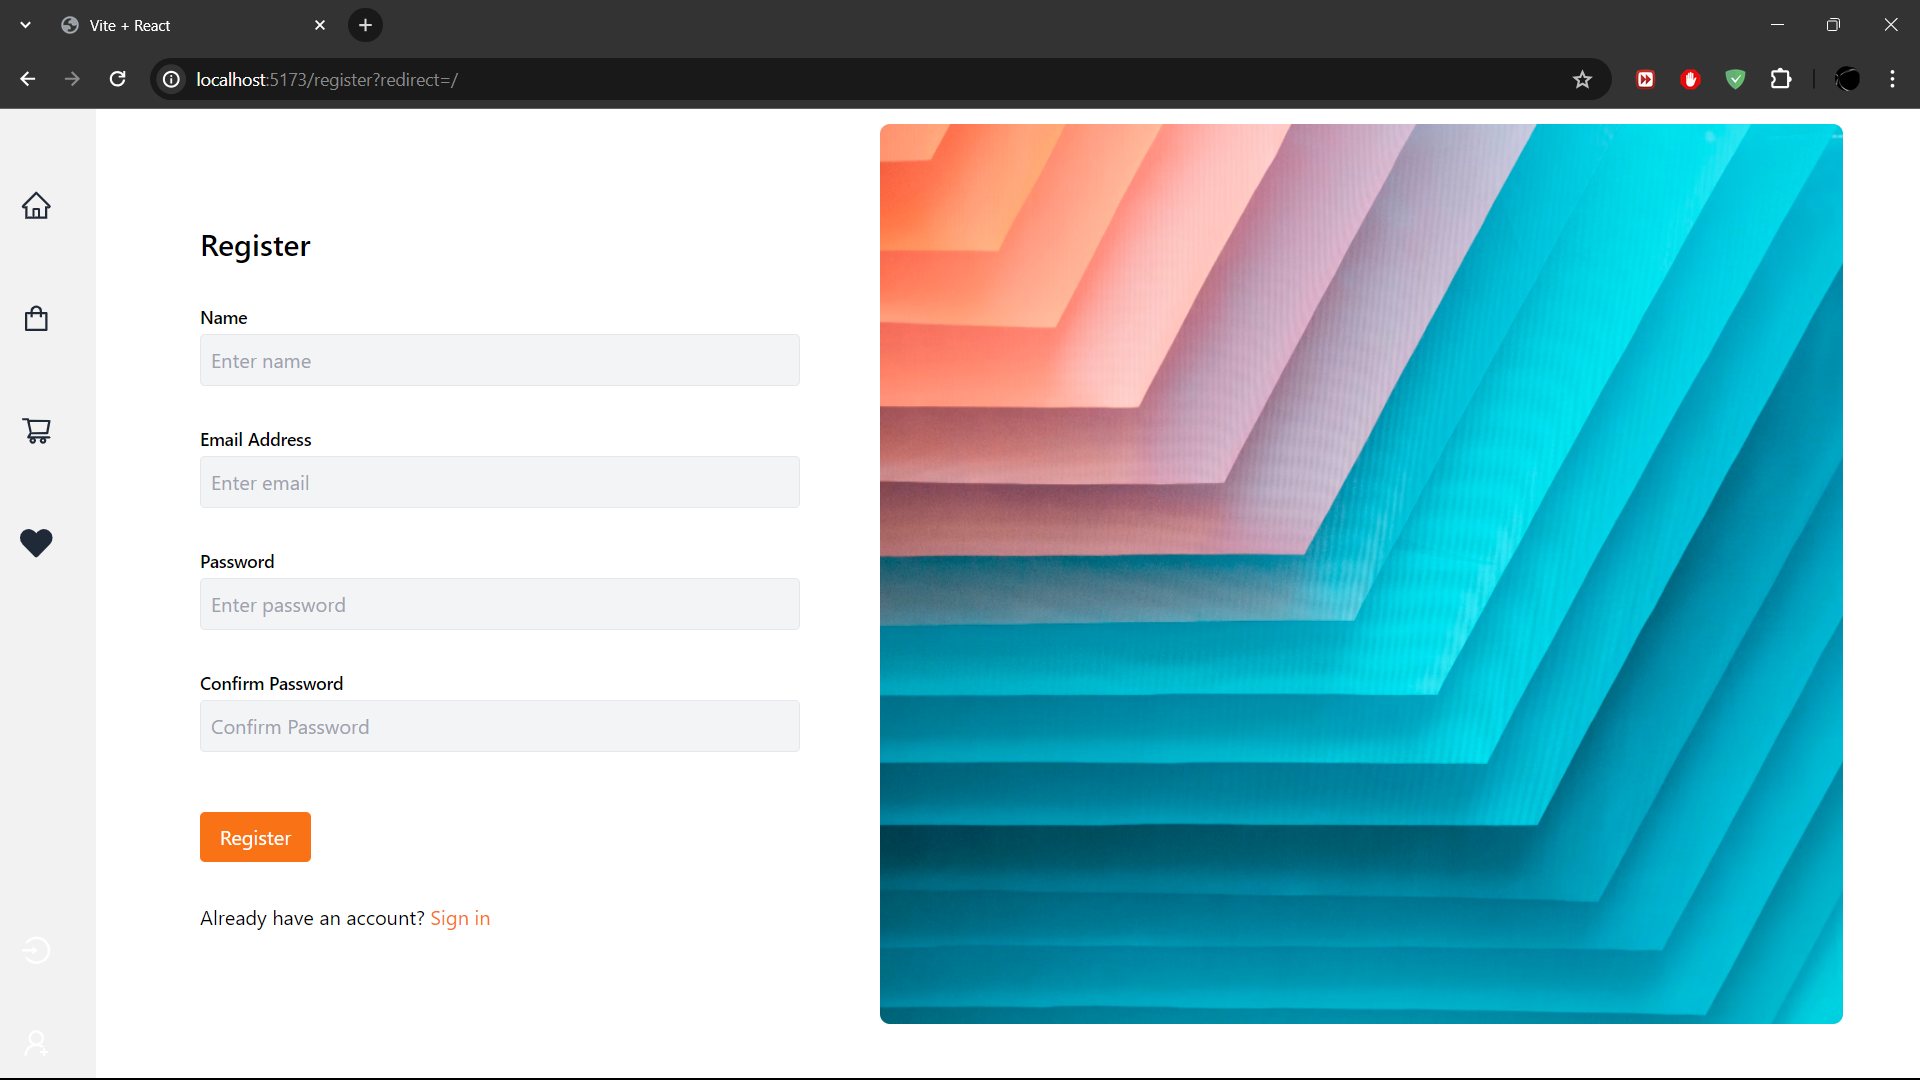 Vite + React
localhost:5173/register?redirect=/
Register
Name
Enter name
Email Address
Enter email
Password
Enter password
Confirm Password
Confirm Password
Register
Already have an account? Sign in